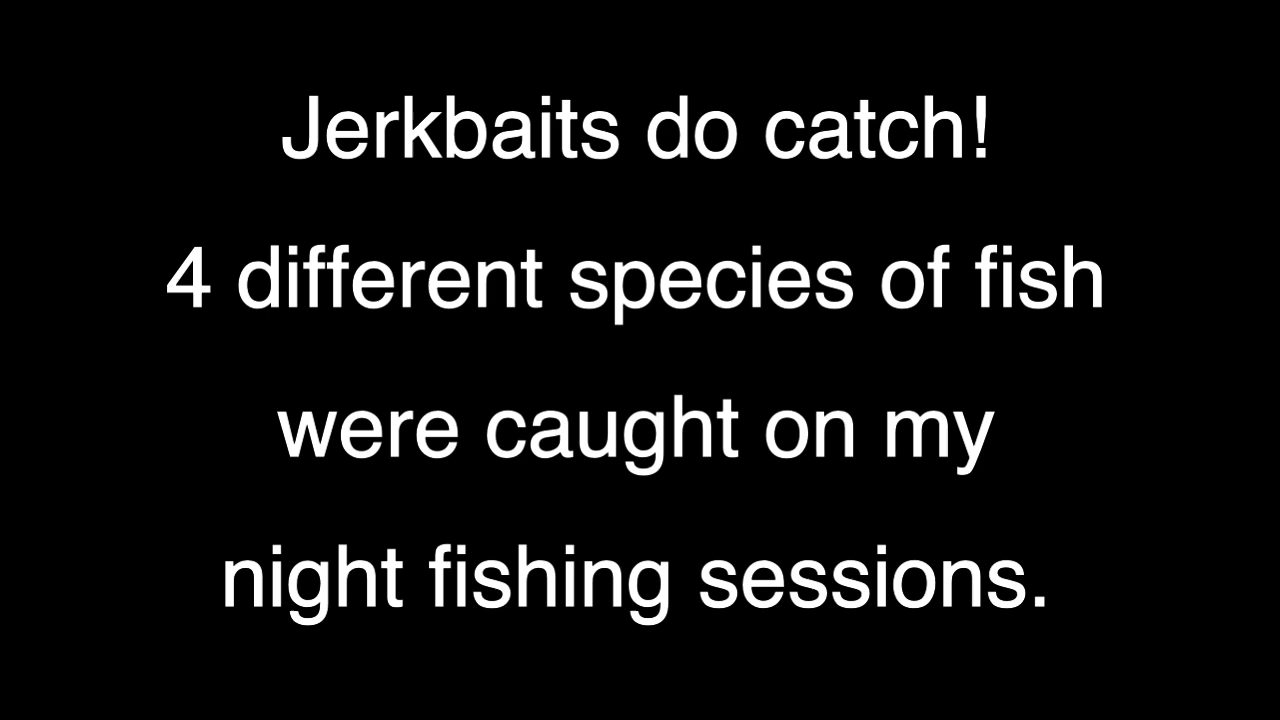 Jerkbaits do catch!
4 different species of fish
were caught on my
night fishing sessions.